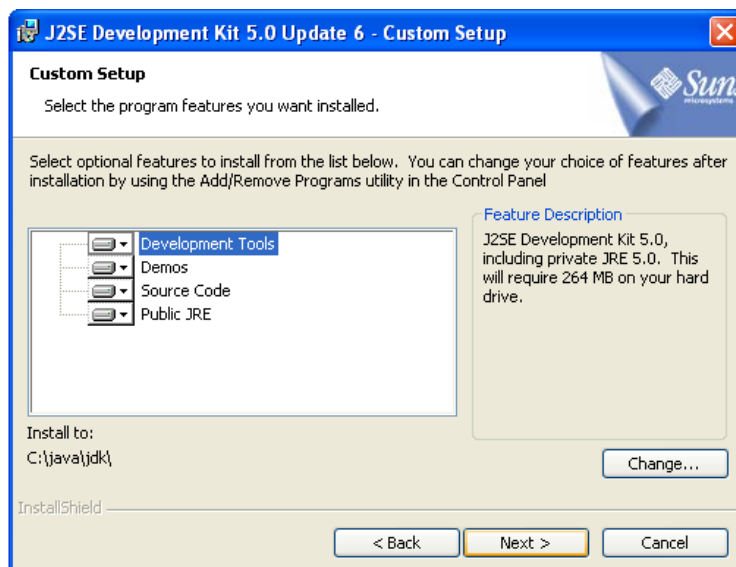 J2SE Development Kit 5.0 Update 6 - Custom Setup
Custom Setup
Select the program features you want installed.
Sun
microsystems
Select optional features to install from the list below. You can change your choice of features after
installation by using the Add/Remove Programs utility in the Control Panel
Development Tools
Demos
Source Code
Public JRE
Feature Description
J2SE Development Kit 5.0,
including private JRE 5.0. This
will require 264 MB on your hard
drive.
Install to:
C:\java\jdk\
Change...
InstallShield
< Back
Next >
Cancel